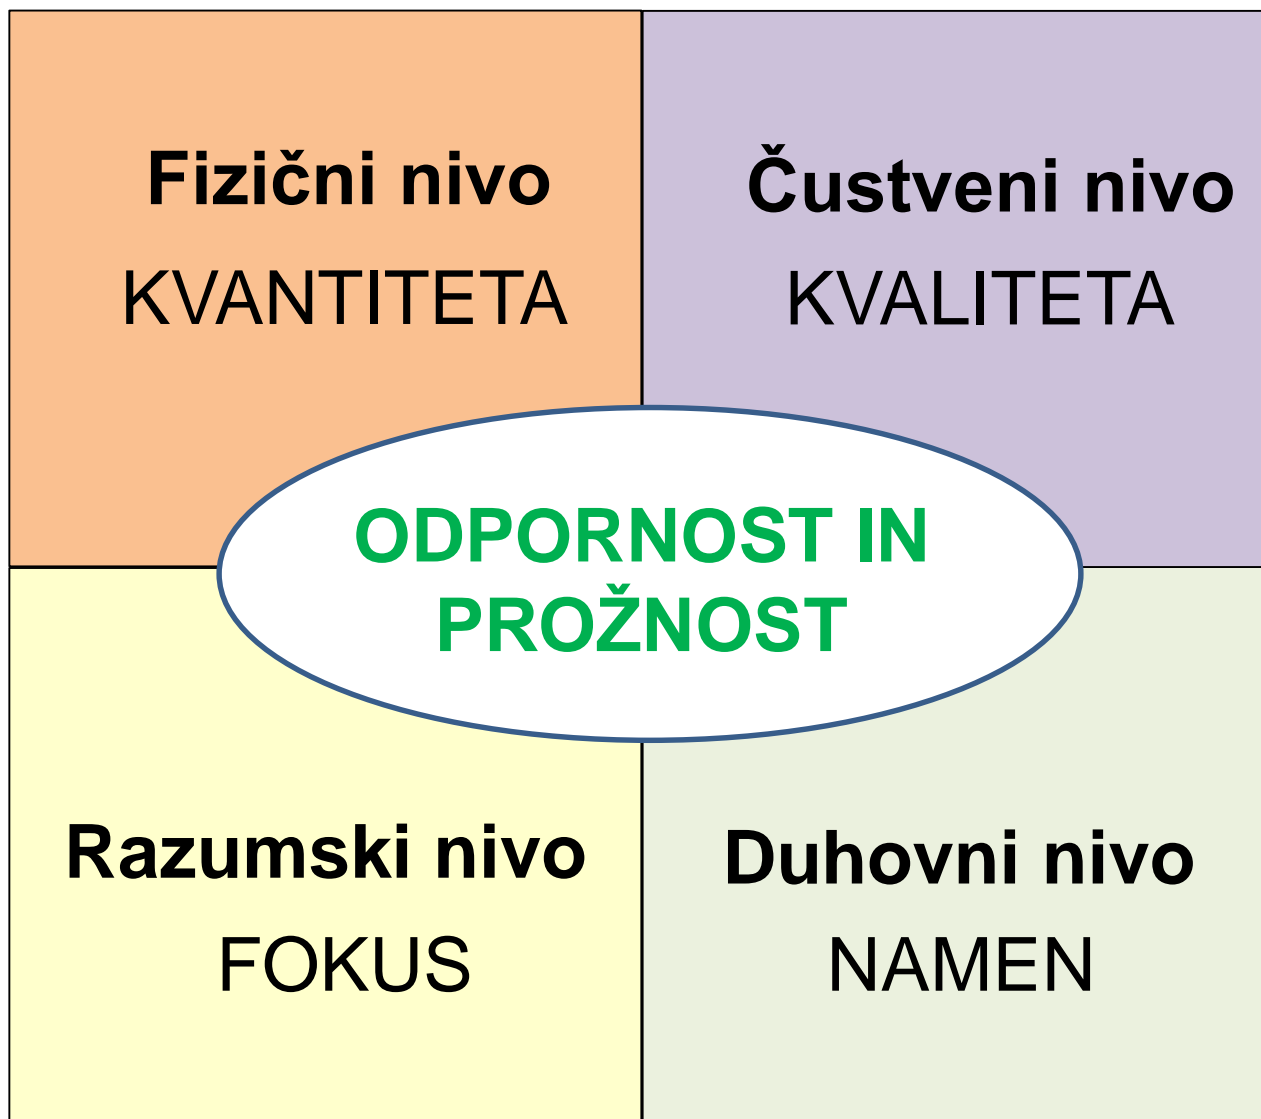 Fizični nivo
KVANTITETA
Čustveni nivo
KVALITETA
ODPORNOST IN
PROŽNOST
Razumski nivo
FOKUS
Duhovni nivo
NAMEN